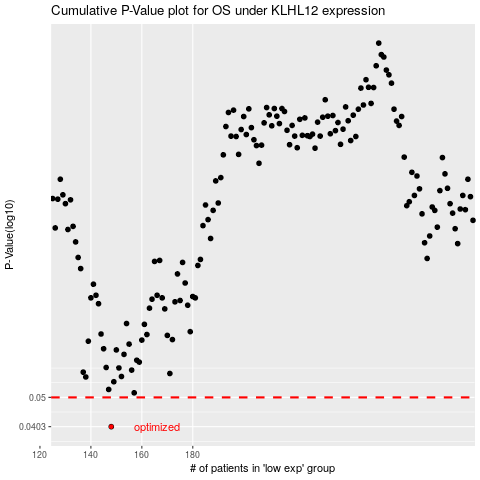 Cumulative P-Value plot for OS under KLHL12 expression
P-Value(log10)
0.05
0.0403
optimized
120 140 160 180
# of patients in 'low exp' group